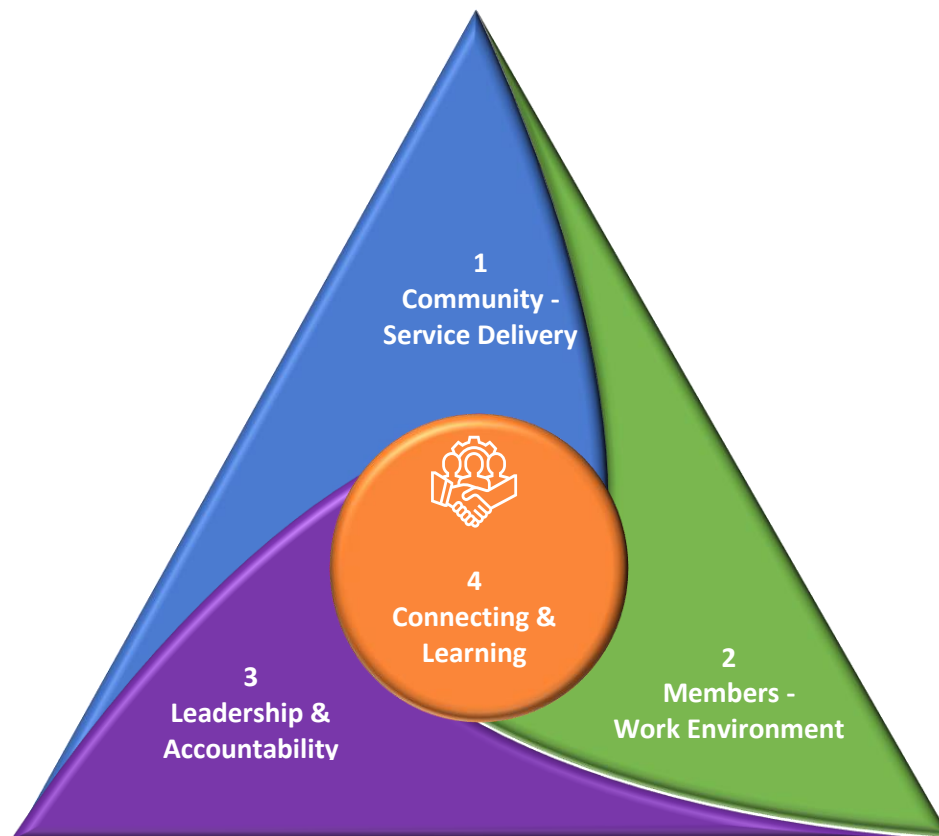 1
Community -
Service Delivery
4
Connecting &
Learning
3
Leadership &
Accountability
2
Members -
Work Environment